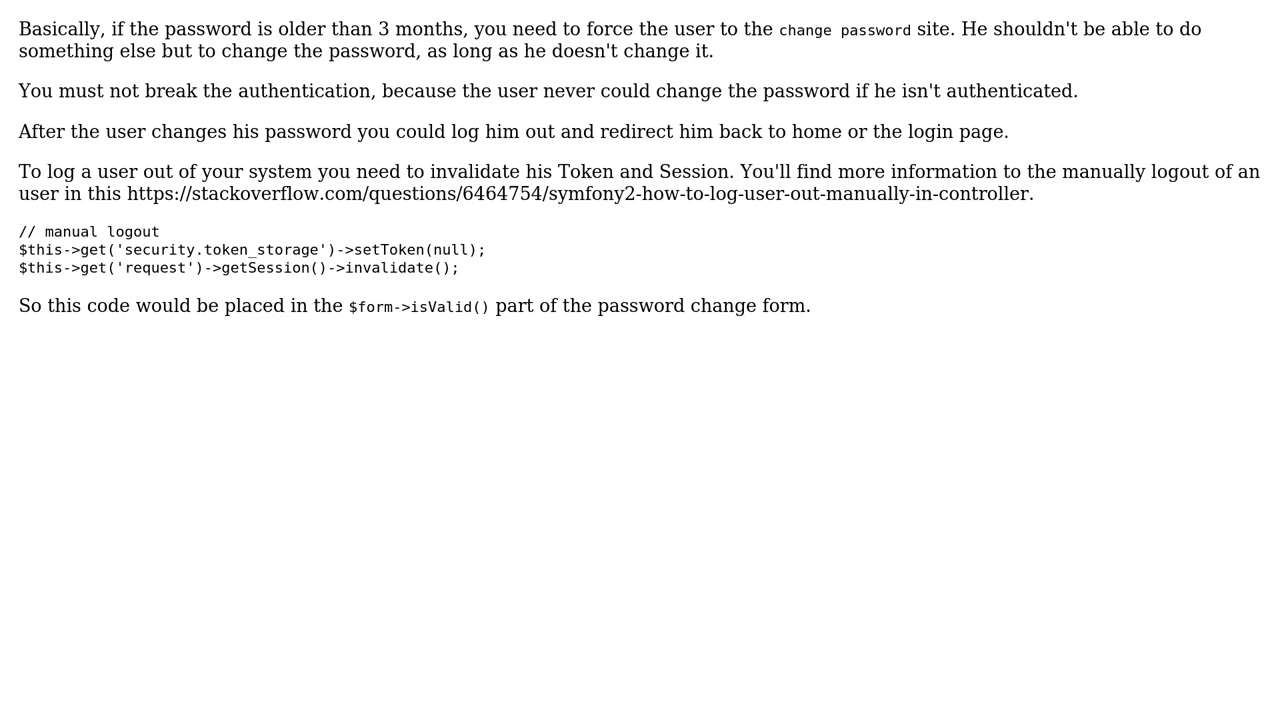 Basically, if the password is older than 3 months, you need to force the user to the change password site. He shouldn't be able to do
something else but to change the password, as long as he doesn't change it.
You must not break the authentication, because the user never could change the password if he isn't authenticated.
After the user changes his password you could log him out and redirect him back to home or the login page.
To log a user out of your system you need to invalidate his Token and Session. You'll find more information to the manually logout of an
user in this https://stackoverflow.com/questions/6464754/symfony2-how-to-log-user-out-manually-in-controller.
// manual logout
$this->get('security.token_storage')->setToken(null);
$this->get('request')->getSession()->invalidate();
So this code would be placed in the $form->isValid() part of the password change form.